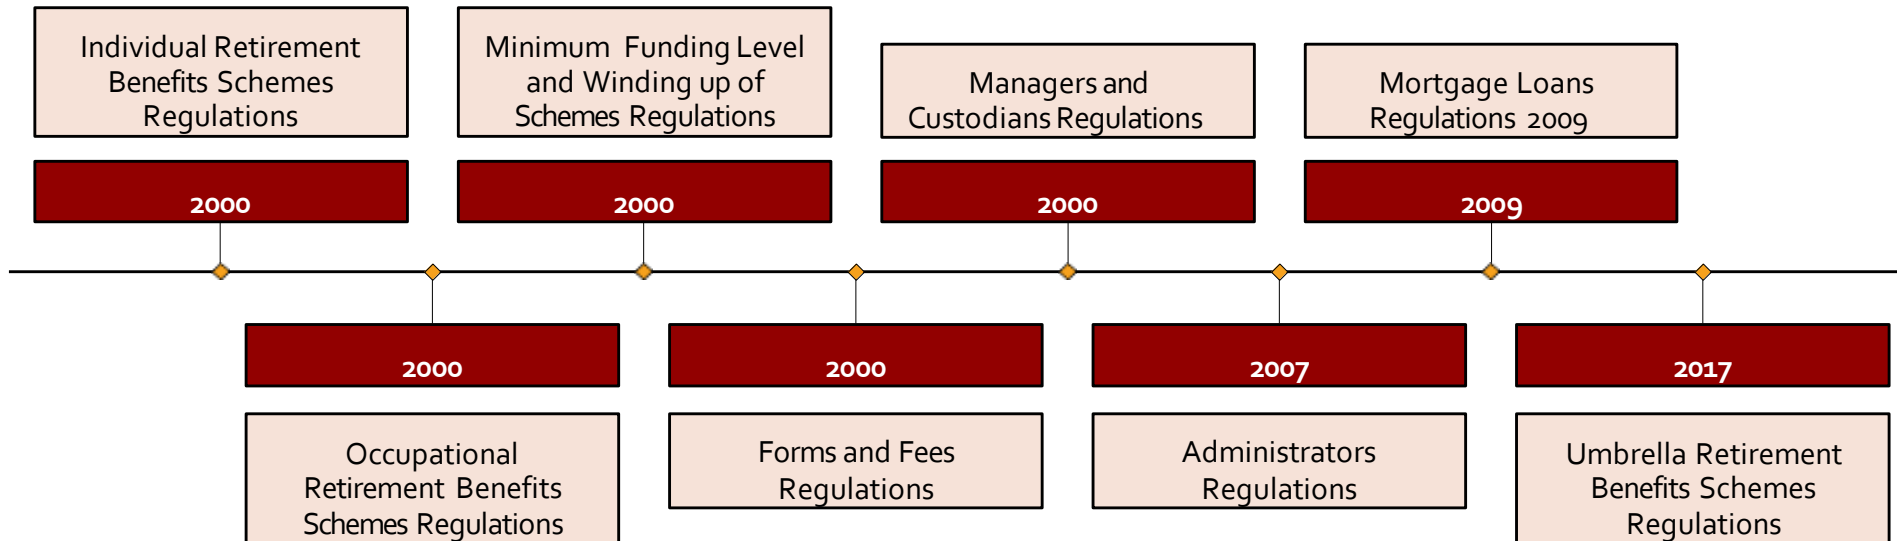 Individual Retirement
Benefits Schemes
Regulations
2000
Minimum Funding Level
and Winding up of
Schemes Regulations
2000
Managers and
Custodians Regulations
2000
Mortgage Loans
Regulations 2009
2009
2000
Occupational
Retirement Benefits
Schemes Regulations
2000
Forms and Fees
Regulations
2007
Administrators
Regulations
2017
Umbrella Retirement
Benefits Schemes
Regulations